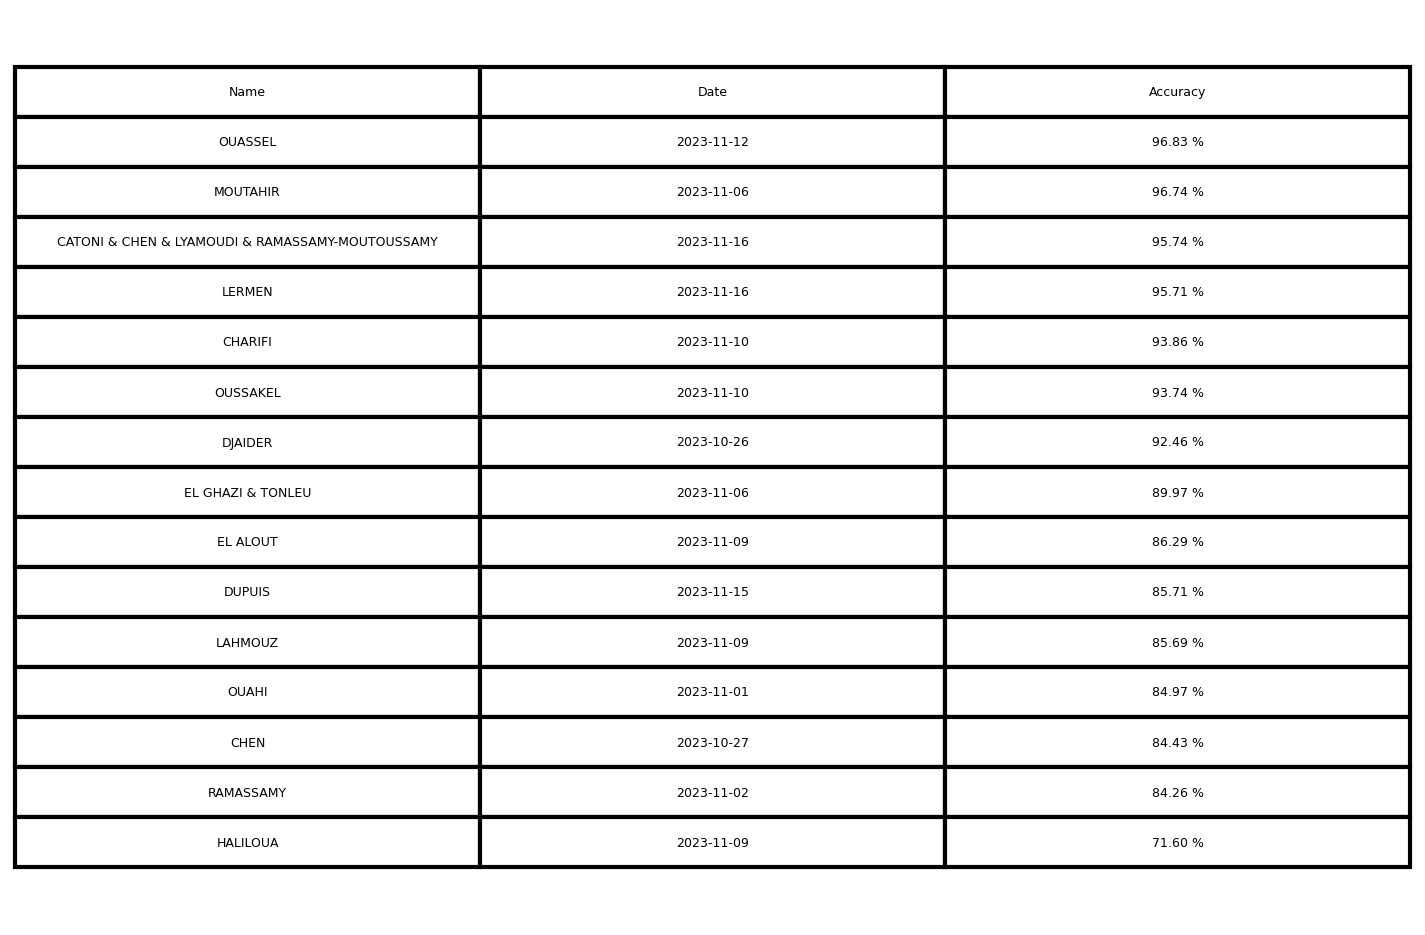 Name Date Accuracy
OUASSEL 2023-11-12 96.83 %
MOUTAHIR 2023-11-06 96.74 %
CATONI & CHEN & LYAMOUDI & RAMASSAMY-MOUTOUSSAMY 2023-11-16 95.74 %
LERMEN 2023-11-16 95.71 %
CHARIFI 2023-11-10 93.86 %
OUSSAKEL 2023-11-10 93.74 %
DJAIDER 2023-10-26 92.46 %
EL GHAZI & TONLEU 2023-11-06 89.97 %
EL ALOUT 2023-11-09 86.29 %
DUPUIS 2023-11-15 85.71 %
LAHMOUZ 2023-11-09 85.69 %
OUAHI 2023-11-01 84.97 %
CHEN 2023-10-27 84.43 %
RAMASSAMY 2023-11-02 84.26 %
HALILOUA 2023-11-09 71.60 %